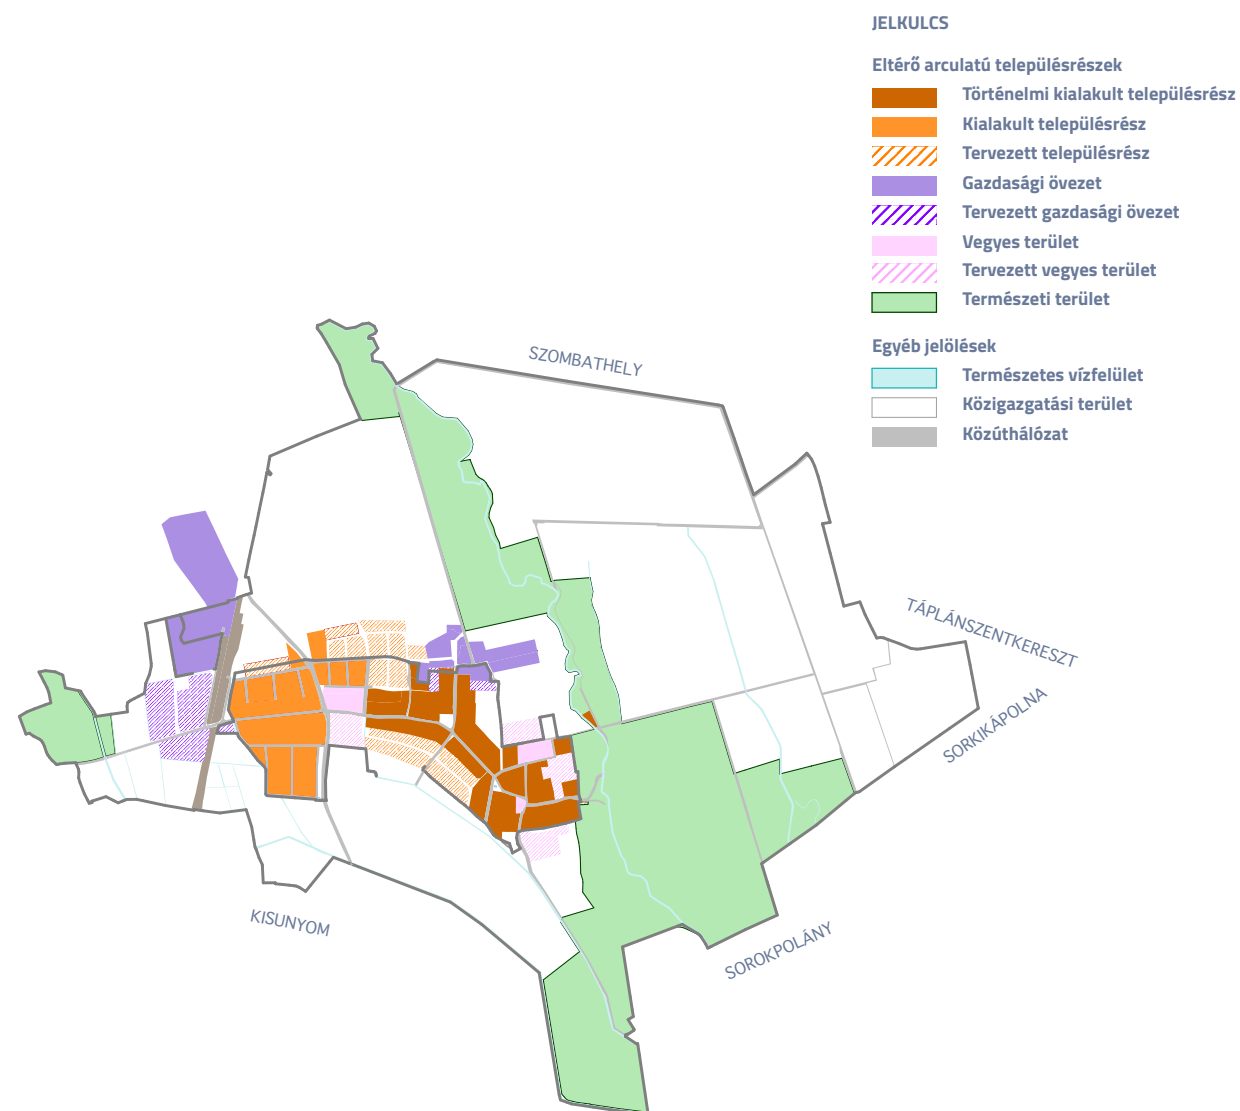 JELKULCS
Eltérő arculatú településrészek
Történelmi kialakult településrész
Kialakult településrész
Tervezett településrész
Gazdasági övezet
Tervezett gazdasági övezet
Vegyes terület
Tervezett vegyes terület
Természeti terület
Egyéb jelölések
Természetes vízfelület
Közigazgatási terület
Közúthálózat
SZOMBATHELY
TÁPLÁNSZENTKERESZT
SORKIKÁPOLNA
KISUNYOM
SOROKPOLÁNY